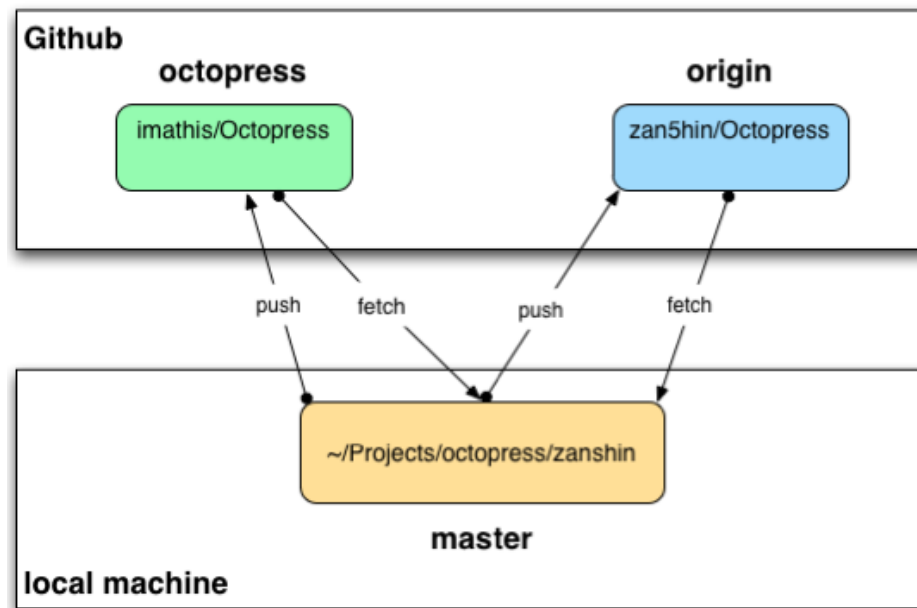 Github
octopress
origin
imathis/Octopress
zan5hin/Octopress
push
fetch
push
fetch
~/Projects/octopress/zanshin
master
local machine